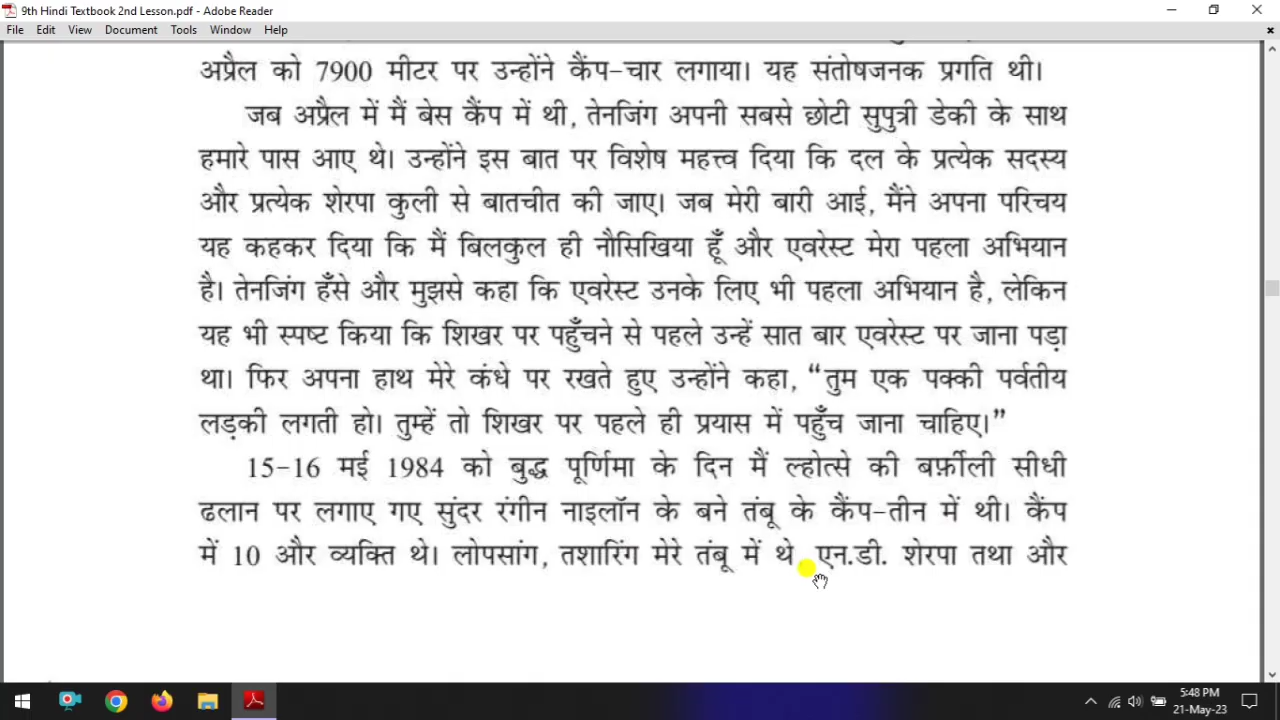 9th Hindi Textbook 2nd Lesson.pdf - Adobe Reader
File Edit View Document Tools Window Help
अप्रैल को 7900 मीटर पर उन्होंने कैंप-चार लगाया। यह संतोषजनक प्रगति थी।
जब अप्रैल में मैं बेस कैंप में थी, तेनजिंग अपनी सबसे छोटी सुपुत्री डेकी के साथ
हमारे पास आए थे। उन्होंने इस बात पर विशेष महत्त्व दिया कि दल के प्रत्येक सदस्य
और प्रत्येक शेरपा कुली से बातचीत की जाए। जब मेरी बारी आई, मैंने अपना परिचय
यह कहकर दिया कि मैं बिलकुल ही नौसिखिया हूँ और एवरेस्ट मेरा पहला अभियान
है। तेनजिंग हँसे और मुझसे कहा कि एवरेस्ट उनके लिए भी पहला अभियान है, लेकिन
यह भी स्पष्ट किया कि शिखर पर पहुँचने से पहले उन्हें सात बार एवरेस्ट पर जाना पड़ा
था। फिर अपना हाथ मेरे कंधे पर रखते हुए उन्होंने कहा, “तुम एक पक्की पर्वतीय
लड़की लगती हो। तुम्हें तो शिखर पर पहले ही प्रयास में पहुँच जाना चाहिए।”
15-16 मई 1984 को बुद्ध पूर्णिमा के दिन मैं ल्होत्से की बर्फ़ीली सीधी
ढलान पर लगाए गए सुंदर रंगीन नाइलॉन के बने तंबू के कैंप-तीन में थी। कैंप
में 10 और व्यक्ति थे। लोपसांग, तशारिंग मेरे तंबू में थे एन.डी. शेरपा तथा और
5:48 PM
21-May-23